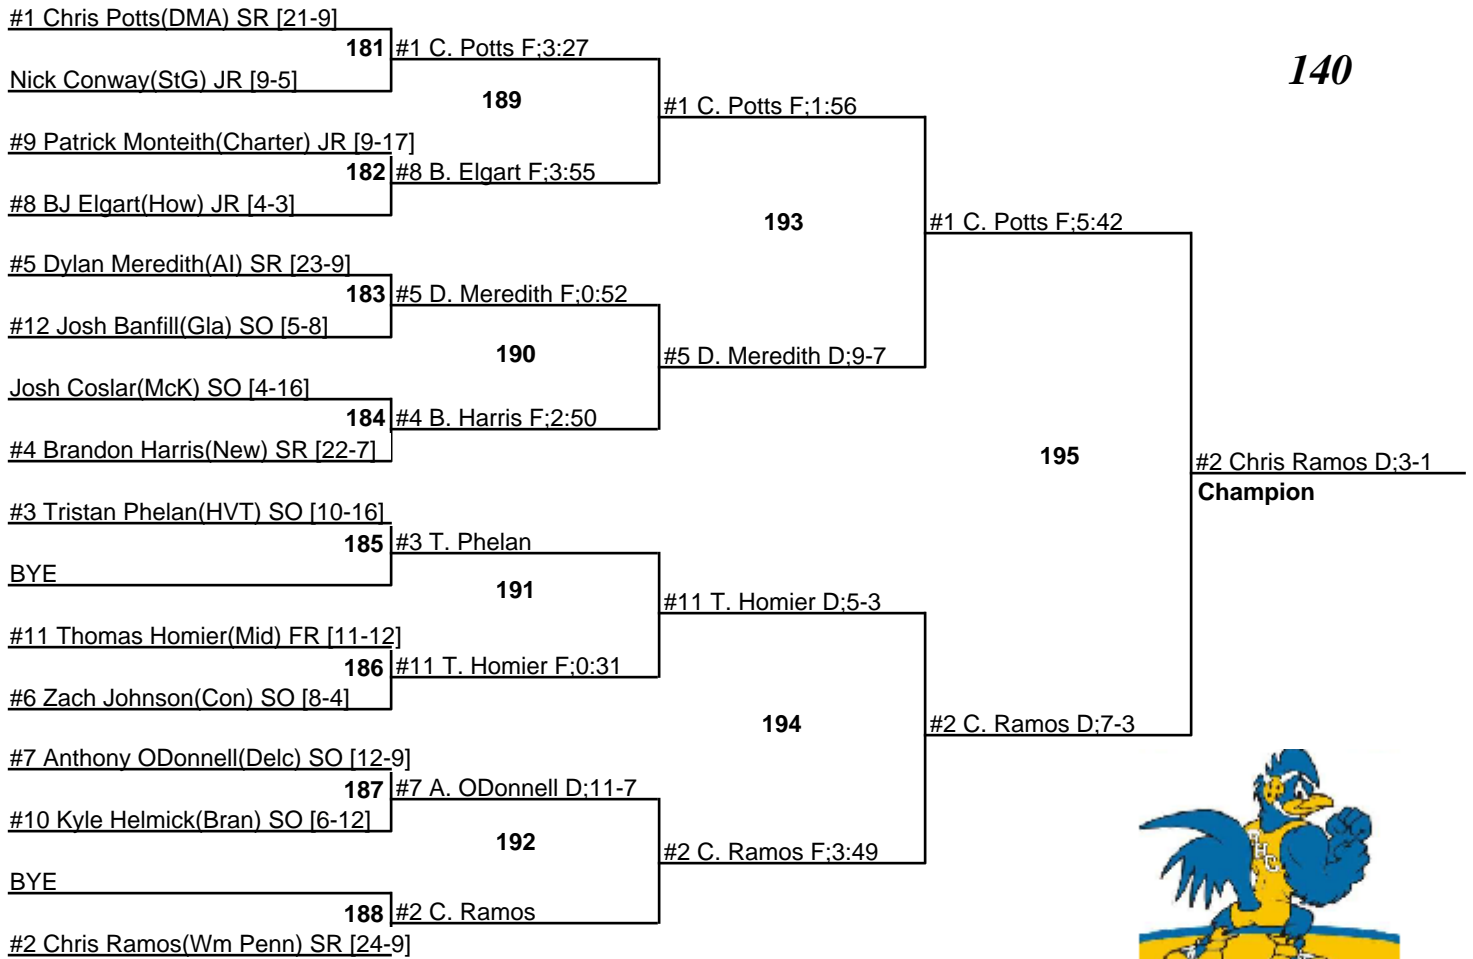 #1 Chris Potts(DMA) SR [21-9]
181 #1 C. Potts F;3:27
Nick Conway(StG) JR [9-5]
189
#1 C. Potts F;1:56
140
#9 Patrick Monteith(Charter) JR [9-17]
182 #8 B. Elgart F;3:55
#8 BJ Elgart(How) JR [4-3]
193
#1 C. Potts F;5:42
#5 Dylan Meredith(AI) SR [23-9]
183 #5 D. Meredith F;0:52
#12 Josh Banfill(Gla) SO [5-8]
190
#5 D. Meredith D;9-7
Josh Coslar(McK) SO [4-16]
184 #4 B. Harris F;2:50
#4 Brandon Harris(New) SR [22-7]
195
#2 Chris Ramos D;3-1
Champion
#3 Tristan Phelan(HVT) SO [10-16]
185 #3 T. Phelan
BYE
191
#11 T. Homier D;5-3
#11 Thomas Homier(Mid) FR [11-12]
186 #11 T. Homier F;0:31
#6 Zach Johnson(Con) SO [8-4]
194
#2 C. Ramos D;7-3
#7 Anthony ODonnell(Delc) SO [12-9]
187 #7 A. ODonnell D;11-7
#10 Kyle Helmick(Bran) SO [6-12]
192
#2 C. Ramos F;3:49
BYE
188 #2 C. Ramos
#2 Chris Ramos(Wm Penn) SR [24-9]